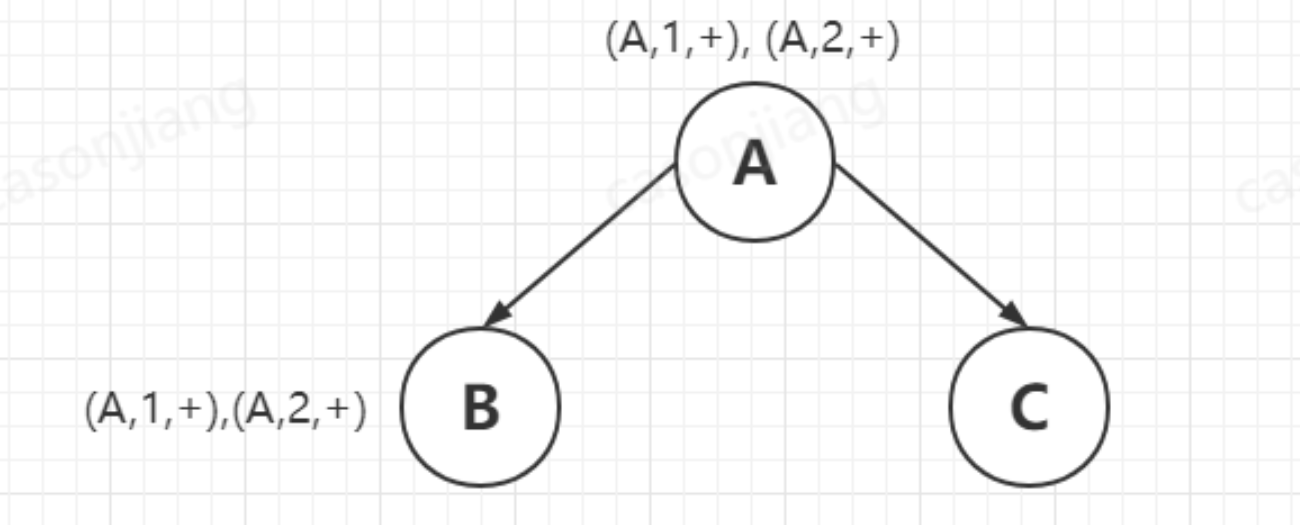 (A,1,+), (A,2,+)
casonjiang
casonjiang
A
(A,1,+),(A,2,+)
B
C